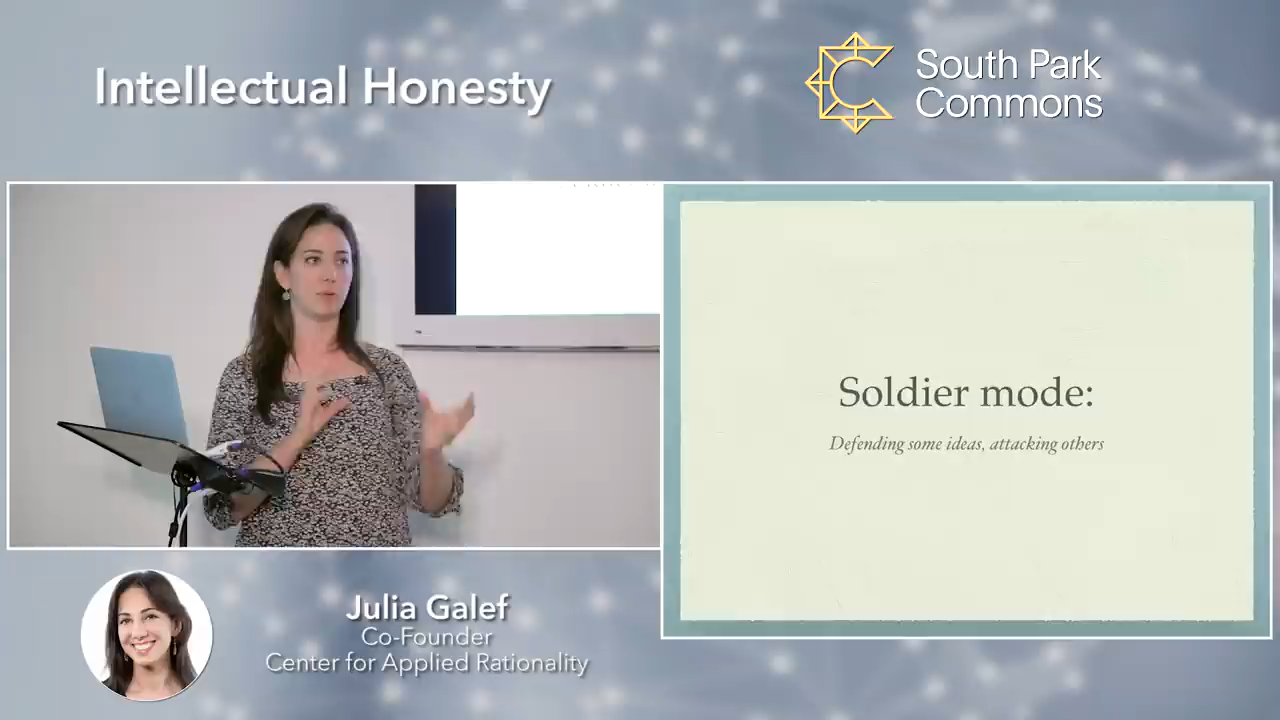 Intellectual Honesty
South Park
Commons
Soldier mode:
Defending some ideas, attacking others
Julia Galef
Co-Founder
Center for Applied Rationality